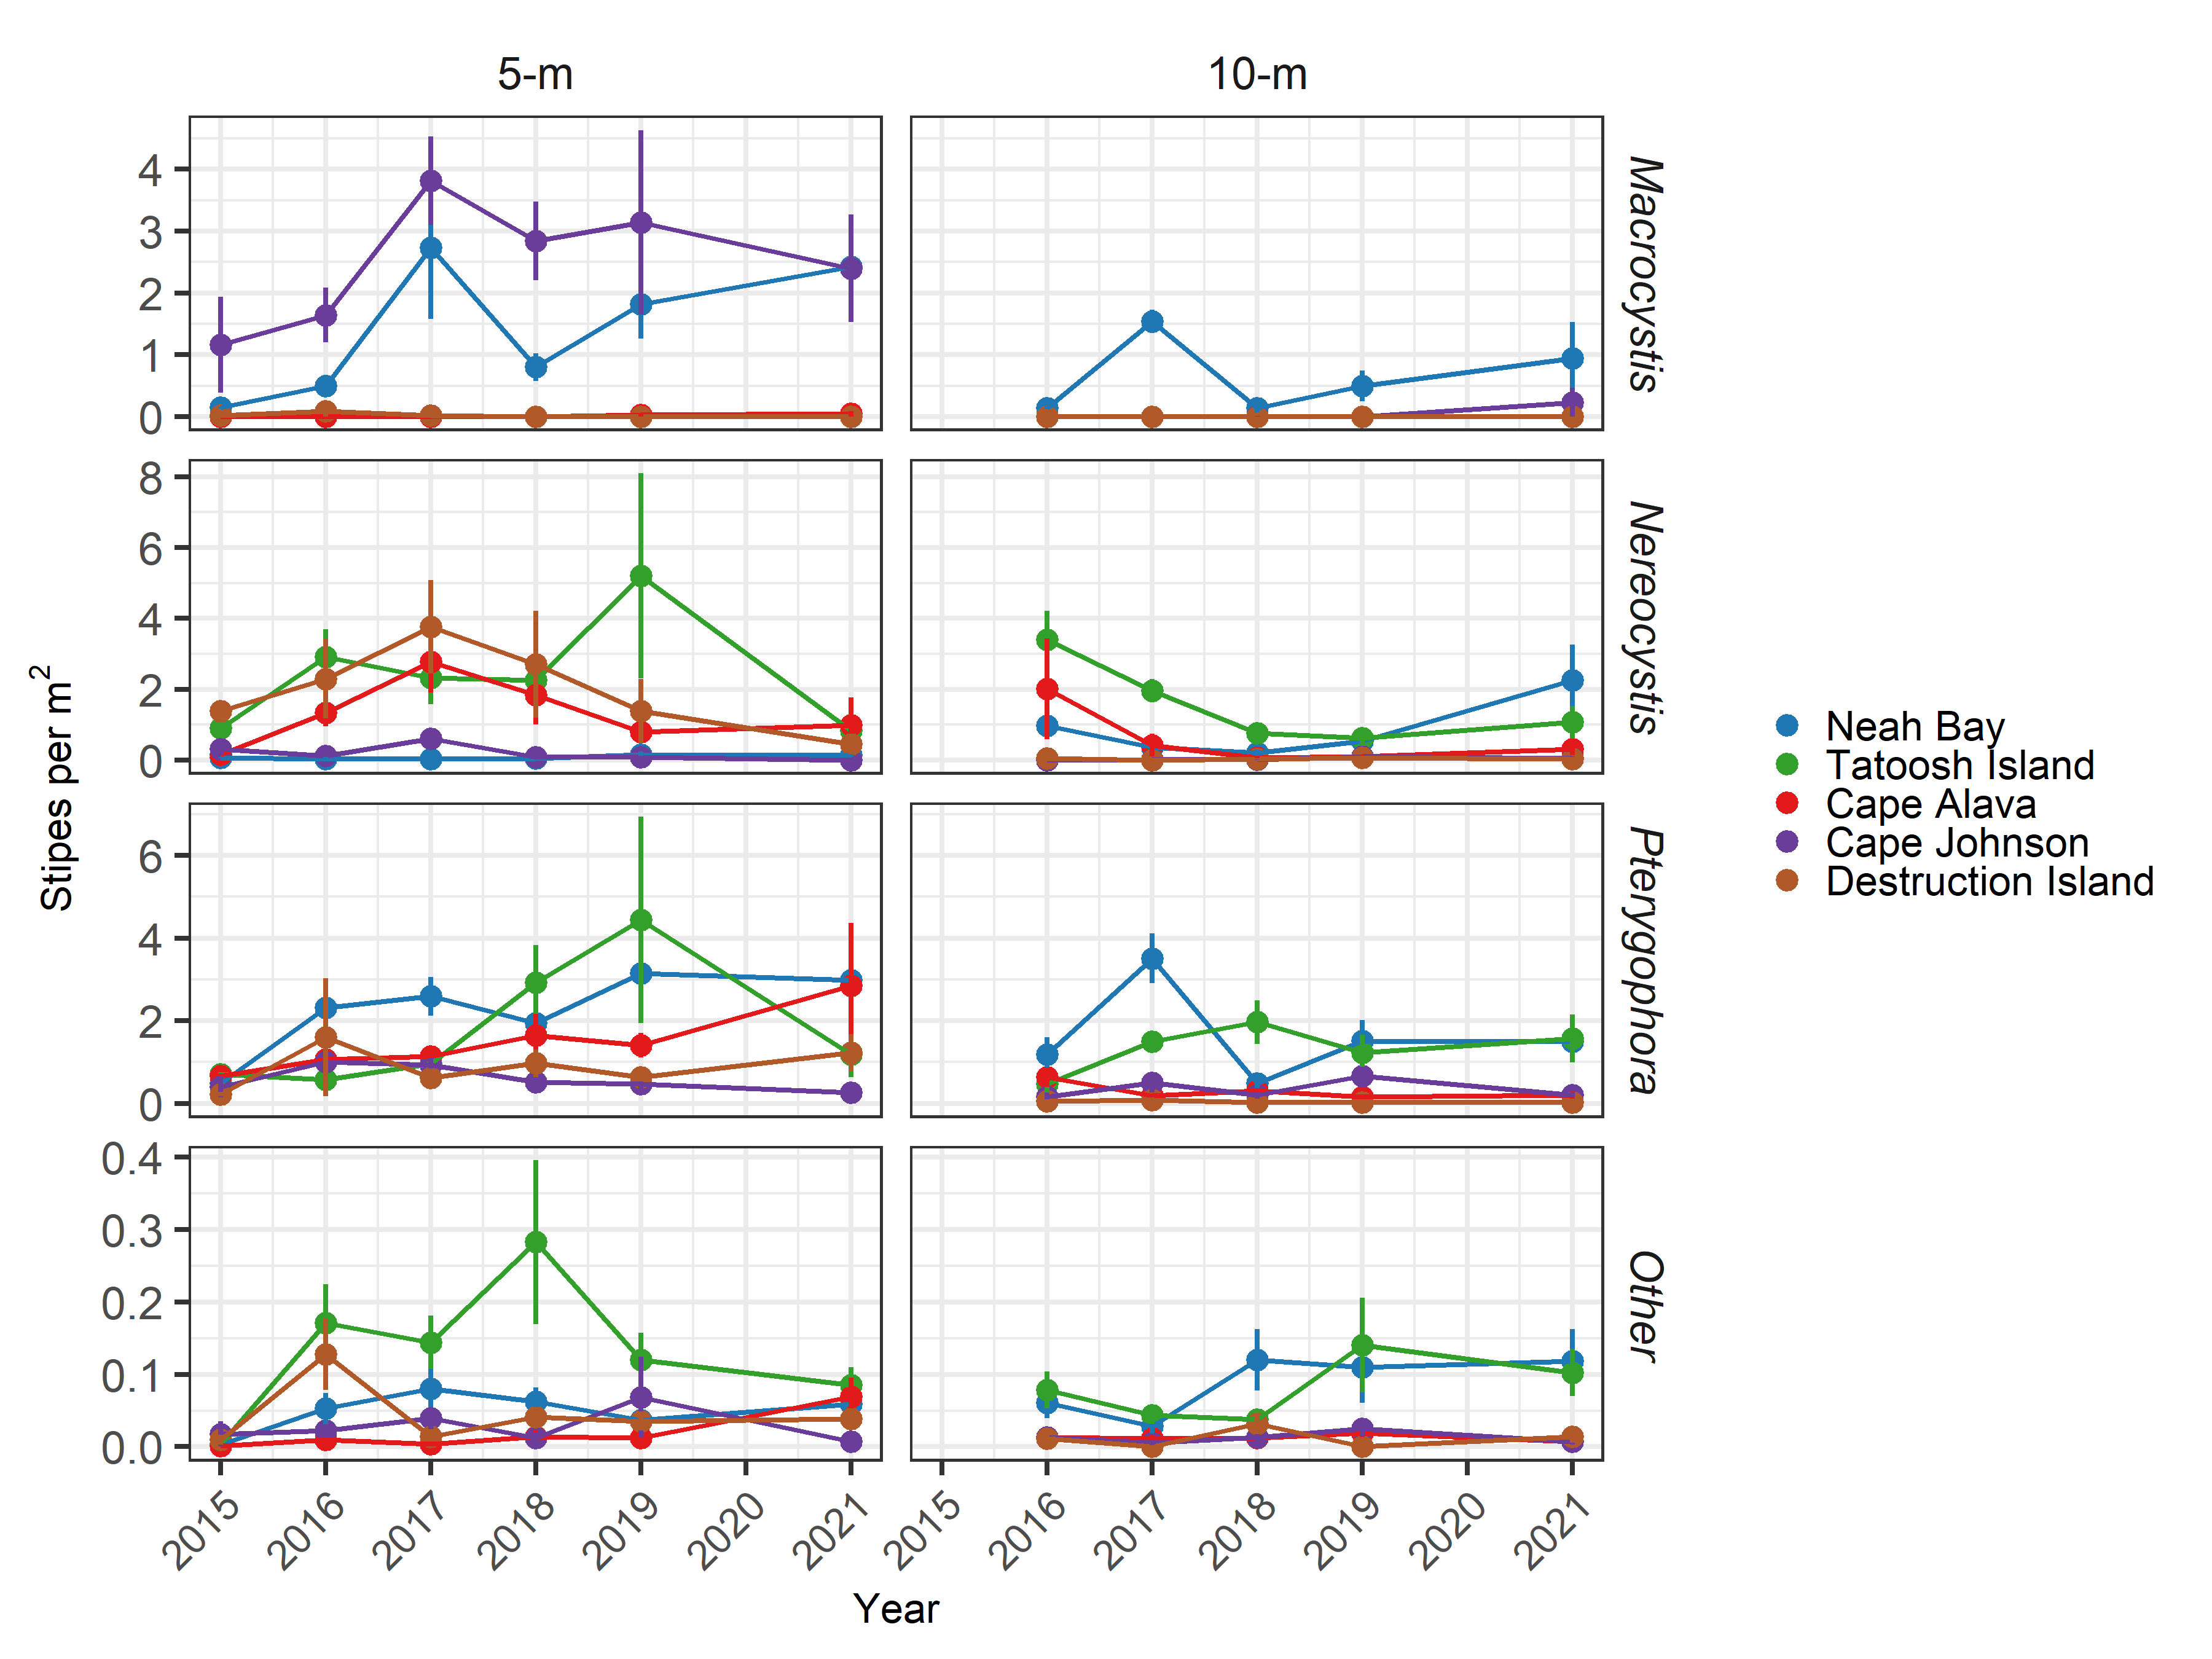 5-m
10-m
4
3
2
1
0
Macrocystis
8
6
4
2
0
Nereocystis
6
4
2
0
Pterygophora
0.4
0.3
0.2
0.1
0.0
Other
Stipes per m²
2015
2016
2017
2018
2019
2020
2021
2015
2016
2017
2018
2019
2020
2021
Year
Neah Bay
Tatoosh Island
Cape Alava
Cape Johnson
Destruction Island